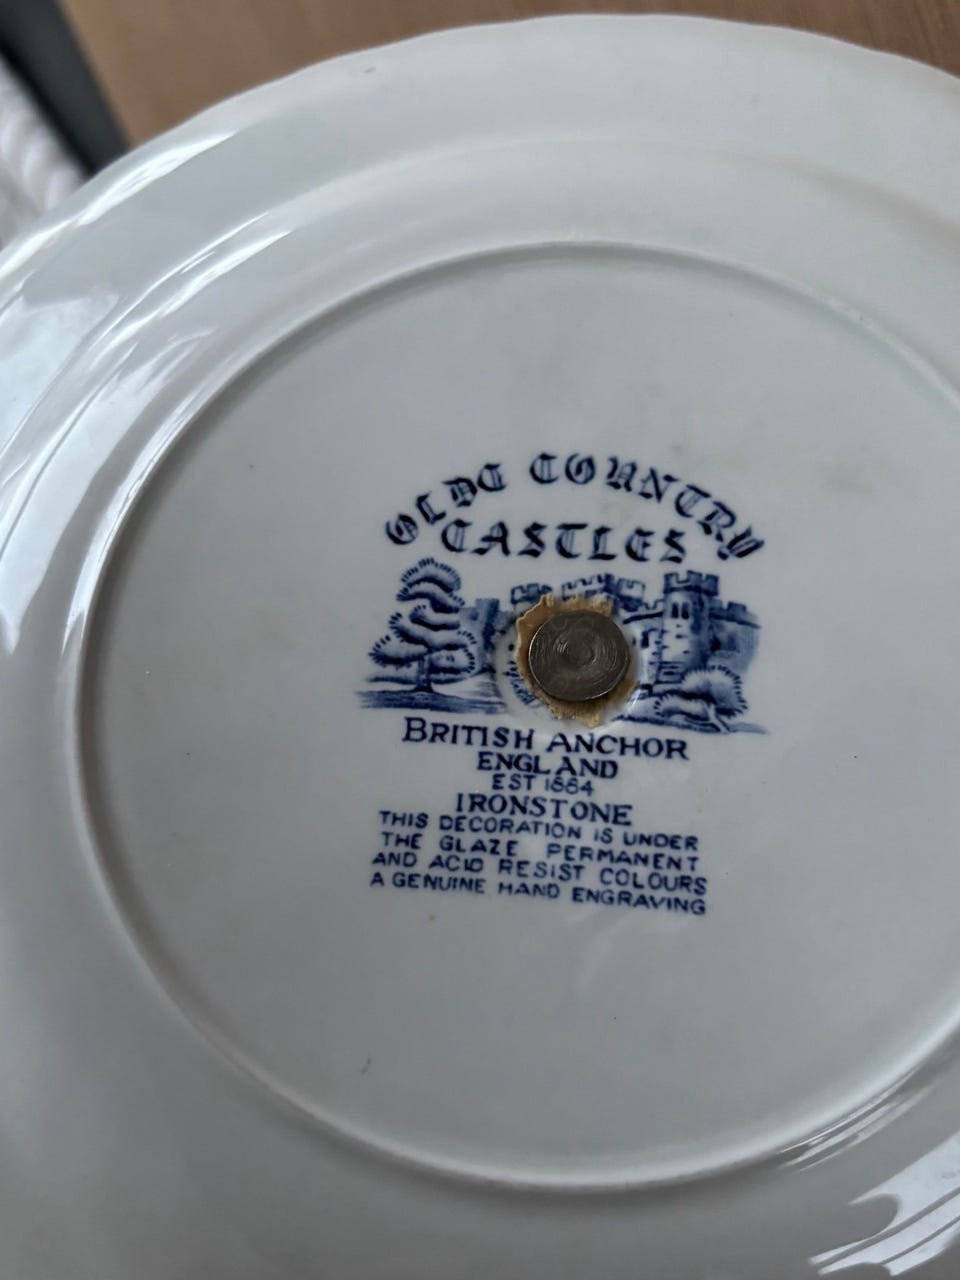 OLDE COUNTRY
CASTLES
BRITISH ANCHOR
ENGLAND
EST 1884
IRONSTONE
THIS DECORATION IS UNDER
THE GLAZE PERMANENT
AND ACID RESIST COLOURS
A GENUINE HAND ENGRAVING